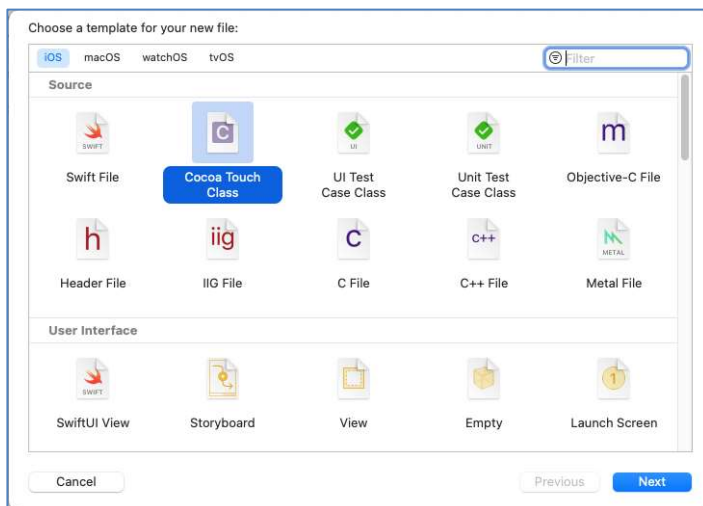 Choose a template for your new file:
iOS macOS watchOS tvOS Filter
Source
SWIFT C UI UNIT m
Swift File Cocoa Touch Class UI Test Case Class Unit Test Case Class Objective-C File
h iig C C++ METAL
Header File IIG File C File C++ File Metal File
User Interface
SWIFT 1
SwiftUI View Storyboard View Empty Launch Screen
Cancel Previous Next